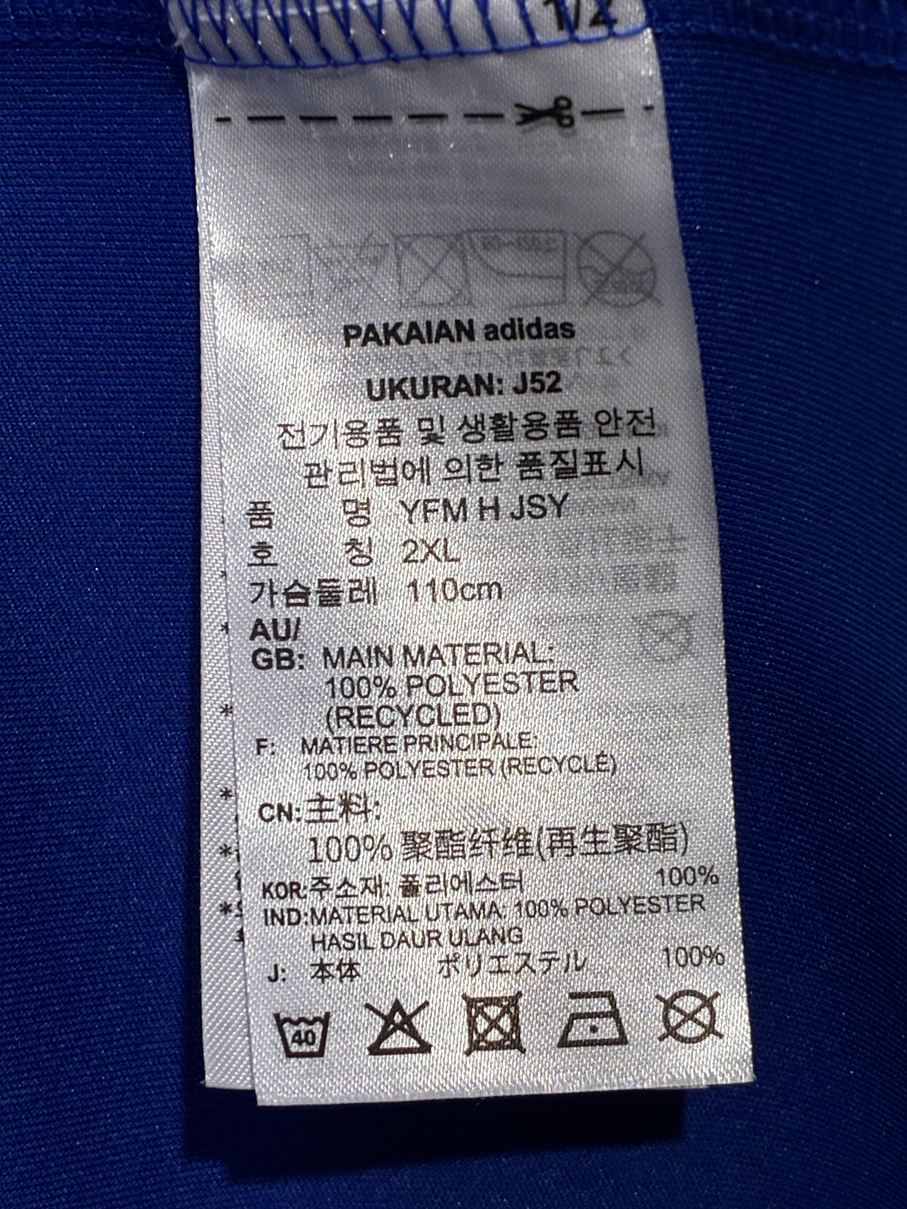 1/2
PAKAIAN adidas
UKURAN: J52
전기용품 및 생활용품 안전
관리법에 의한 품질표시
품 명 YFM H JSY
호 칭 2XL
가슴둘레 110cm
AU/
GB: MAIN MATERIAL:
100% POLYESTER
(RECYCLED)
F: MATIERE PRINCIPALE:
100% POLYESTER (RECYCLÉ)
CN:主料:
100% 聚酯纤维(再生聚酯)
KOR:주소재: 폴리에스터 100%
IND:MATERIAL UTAMA: 100% POLYESTER
HASIL DAUR ULANG
J: 本体 ポリエステル 100%
40